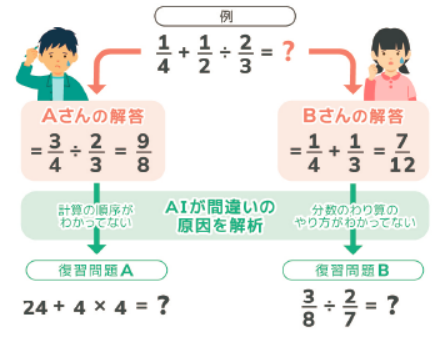 例
1/4 + 1/2 ÷ 2/3 = ?
Aさんの解答
= 3/4 ÷ 2/3 = 9/8
Bさんの解答
= 1/4 + 1/3 = 7/12
計算の順序が
わかってない
AIが間違いの
原因を解析
分数のわり算の
やり方がわかってない
復習問題A
24 + 4 × 4 = ?
復習問題B
3/8 ÷ 2/7 = ?